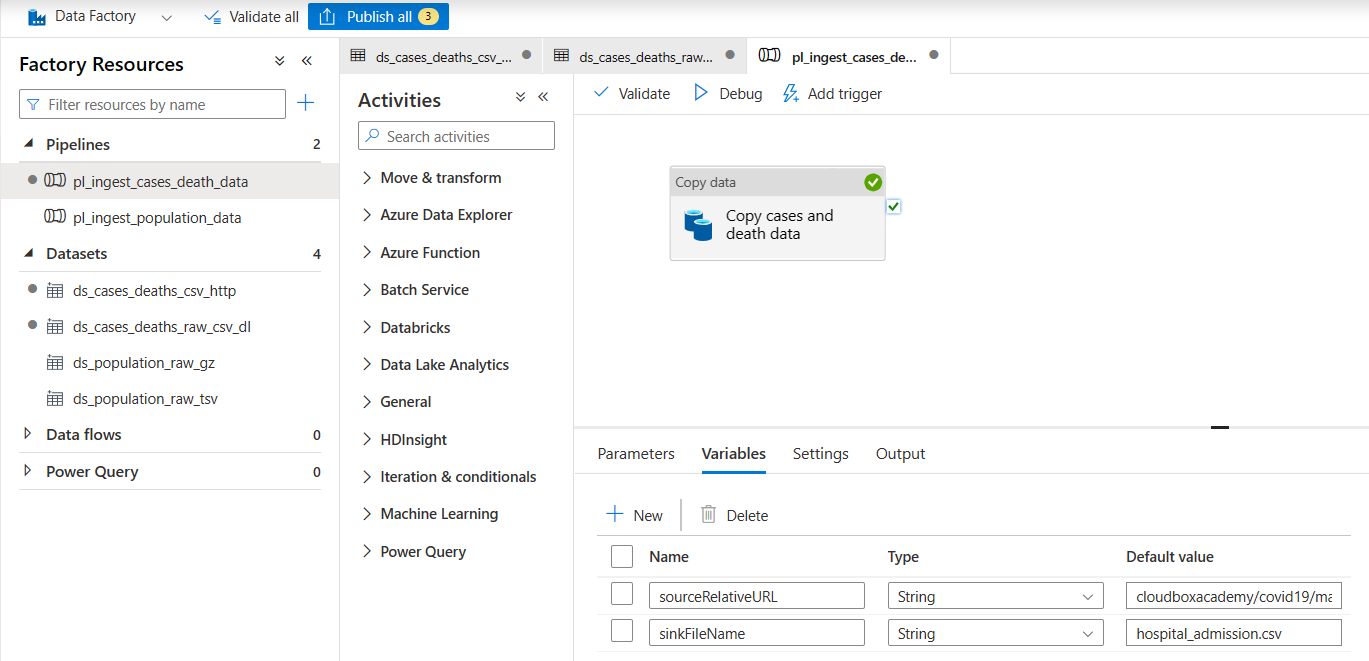 Data Factory
Validate all
Publish all 3
Factory Resources
Filter resources by name
Pipelines 2
pl_ingest_cases_death_data
pl_ingest_population_data
Datasets 4
ds_cases_deaths_csv_http
ds_cases_deaths_raw_csv_dl
ds_population_raw_gz
ds_population_raw_tsv
Data flows 0
Power Query 0
ds_cases_deaths_csv_...
ds_cases_deaths_raw...
pl_ingest_cases_de...
Activities
Search activities
Move & transform
Azure Data Explorer
Azure Function
Batch Service
Databricks
Data Lake Analytics
General
HDInsight
Iteration & conditionals
Machine Learning
Power Query
Validate Debug Add trigger
Copy data
Copy cases and
death data
Parameters Variables Settings Output
New Delete
Name Type Default value
sourceRelativeURL String cloudboxacademy/covid19/ma
sinkFileName String hospital_admission.csv